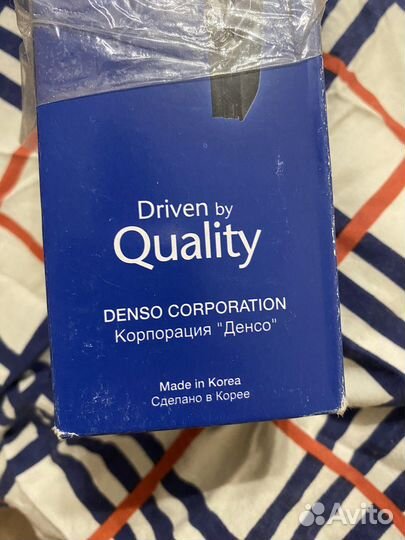 Driven by
Quality
DENSO CORPORATION
Корпорация "Денсо"
Made in Korea
Сделано в Корее
Avito